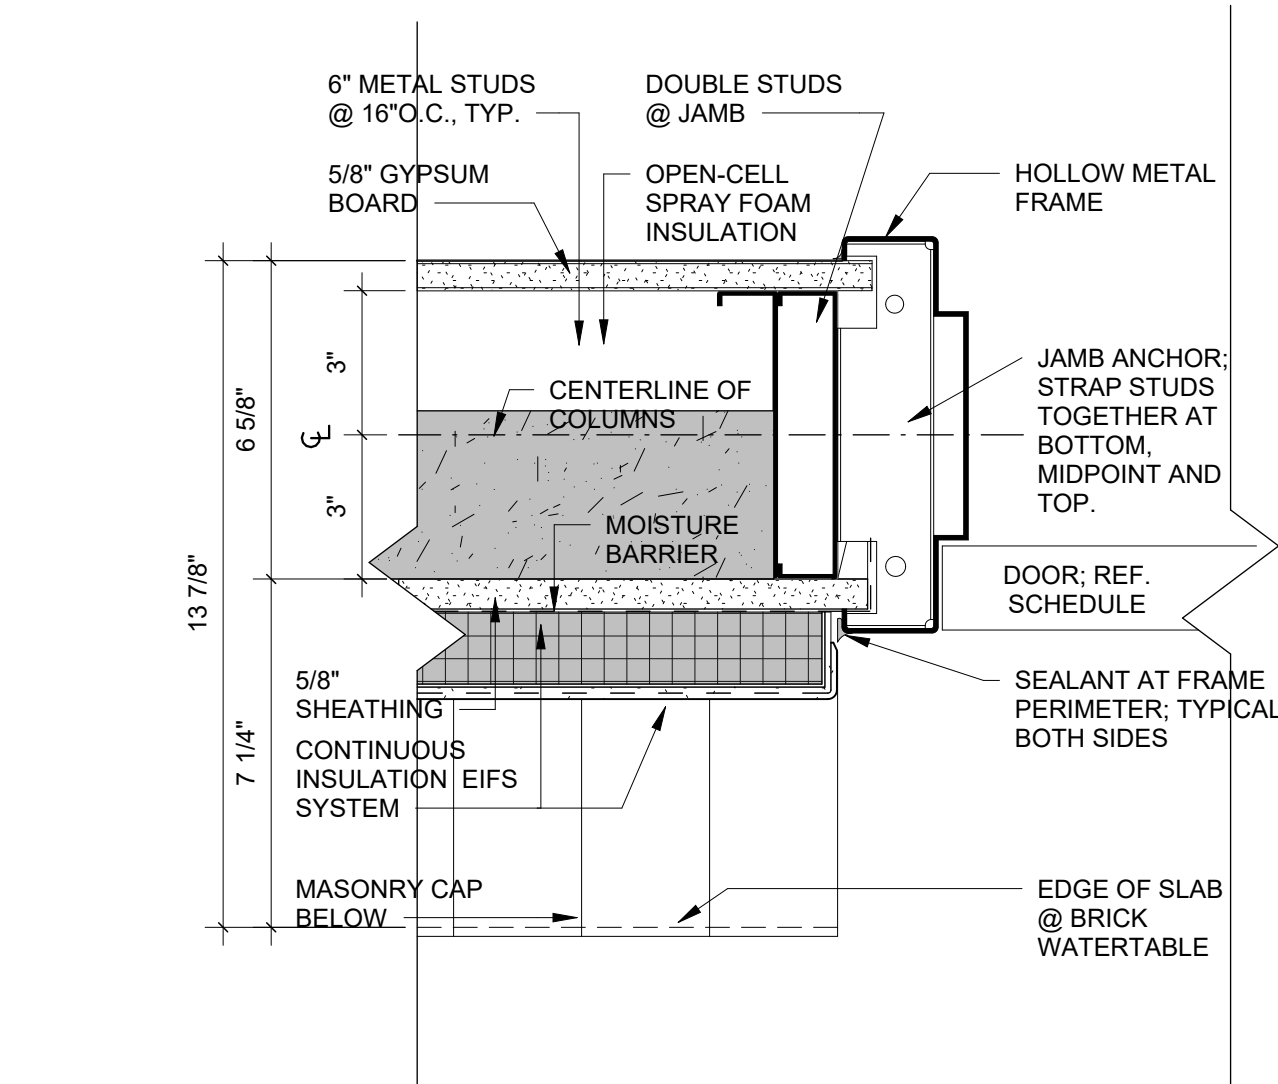 6" METAL STUDS
@ 16"O.C., TYP.
DOUBLE STUDS
@ JAMB
5/8" GYPSUM
BOARD
OPEN-CELL
SPRAY FOAM
INSULATION
HOLLOW METAL
FRAME
CENTERLINE OF
COLUMNS
JAMB ANCHOR;
STRAP STUDS
TOGETHER AT
BOTTOM,
MIDPOINT AND
TOP.
3"
6 5/8"
CL
3"
MOISTURE
BARRIER
13 7/8"
DOOR; REF.
SCHEDULE
5/8"
SHEATHING
SEALANT AT FRAME
PERIMETER; TYPICAL
BOTH SIDES
7 1/4"
CONTINUOUS
INSULATION  EIFS
SYSTEM
MASONRY CAP
BELOW
EDGE OF SLAB
@ BRICK
WATERTABLE